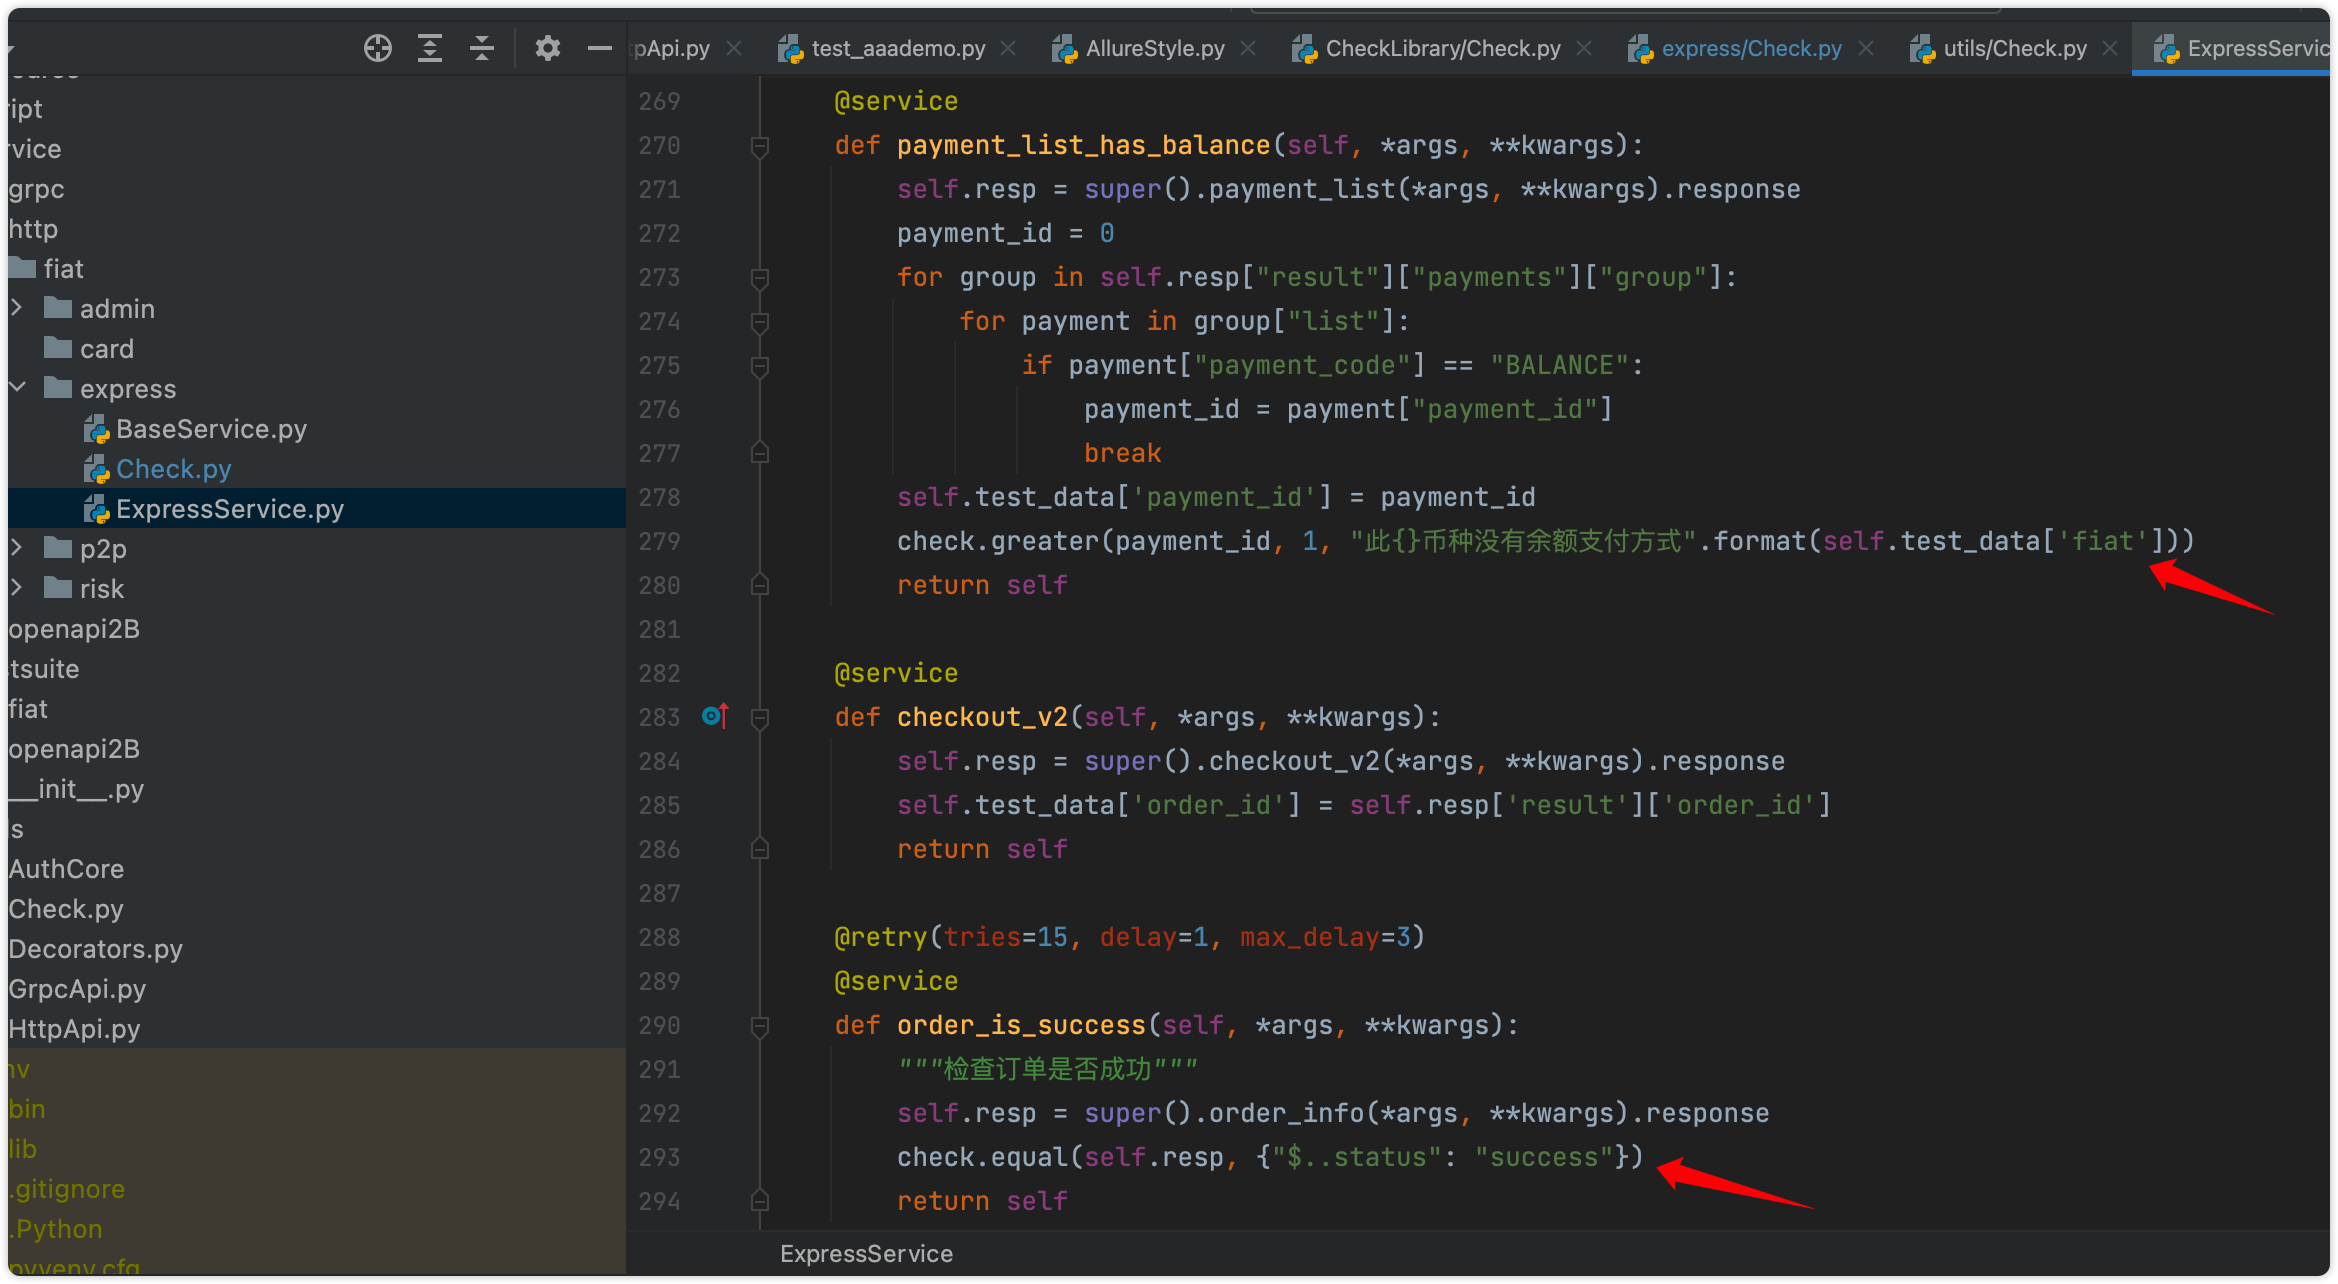 pApi.py
test_aaademo.py
AllureStyle.py
CheckLibrary/Check.py
express/Check.py
utils/Check.py
ExpressServic
ript
rvice
grpc
http
fiat
admin
card
express
BaseService.py
Check.py
ExpressService.py
p2p
risk
openapi2B
tsuite
fiat
openapi2B
__init__.py
s
AuthCore
Check.py
Decorators.py
GrpcApi.py
HttpApi.py
nv
bin
lib
.gitignore
.Python
pyvenv.cfg
269 @service
270 def payment_list_has_balance(self, *args, **kwargs):
271 self.resp = super().payment_list(*args, **kwargs).response
272 payment_id = 0
273 for group in self.resp["result"]["payments"]["group"]:
274 for payment in group["list"]:
275 if payment["payment_code"] == "BALANCE":
276 payment_id = payment["payment_id"]
277 break
278 self.test_data['payment_id'] = payment_id
279 check.greater(payment_id, 1, "此{}币种没有余额支付方式".format(self.test_data['fiat']))
280 return self
281
282 @service
283 def checkout_v2(self, *args, **kwargs):
284 self.resp = super().checkout_v2(*args, **kwargs).response
285 self.test_data['order_id'] = self.resp['result']['order_id']
286 return self
287
288 @retry(tries=15, delay=1, max_delay=3)
289 @service
290 def order_is_success(self, *args, **kwargs):
291 """检查订单是否成功"""
292 self.resp = super().order_info(*args, **kwargs).response
293 check.equal(self.resp, {"$..status": "success"})
294 return self
ExpressService